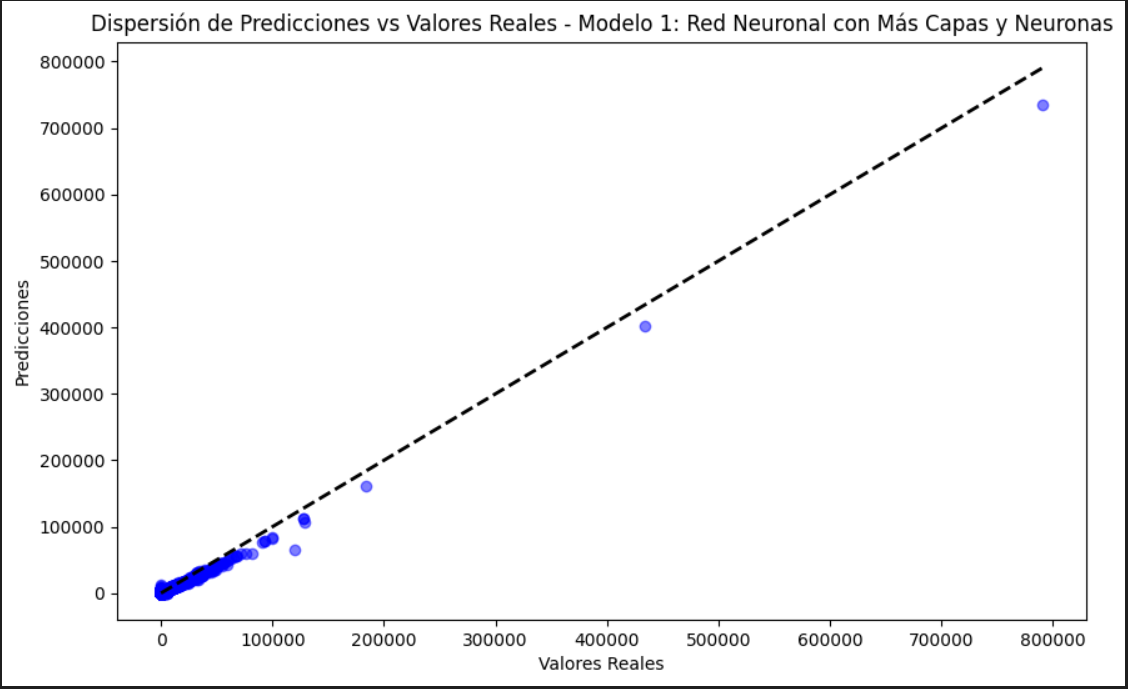 Dispersión de Predicciones vs Valores Reales - Modelo 1: Red Neuronal con Más Capas y Neuronas
800000
700000
600000
500000
400000
300000
200000
100000
0
Predicciones
0 100000 200000 300000 400000 500000 600000 700000 800000
Valores Reales